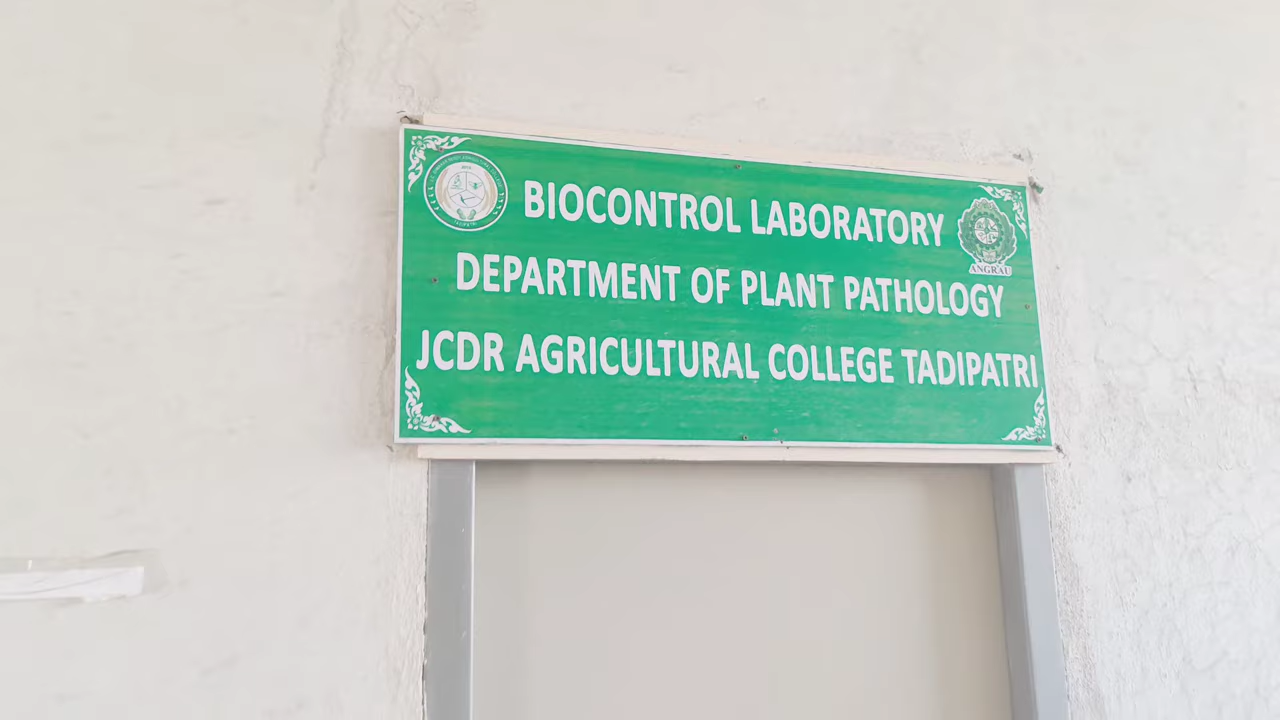 BIOCONTROL LABORATORY
ANGRAU
DEPARTMENT OF PLANT PATHOLOGY
JCDR AGRICULTURAL COLLEGE TADIPATRI